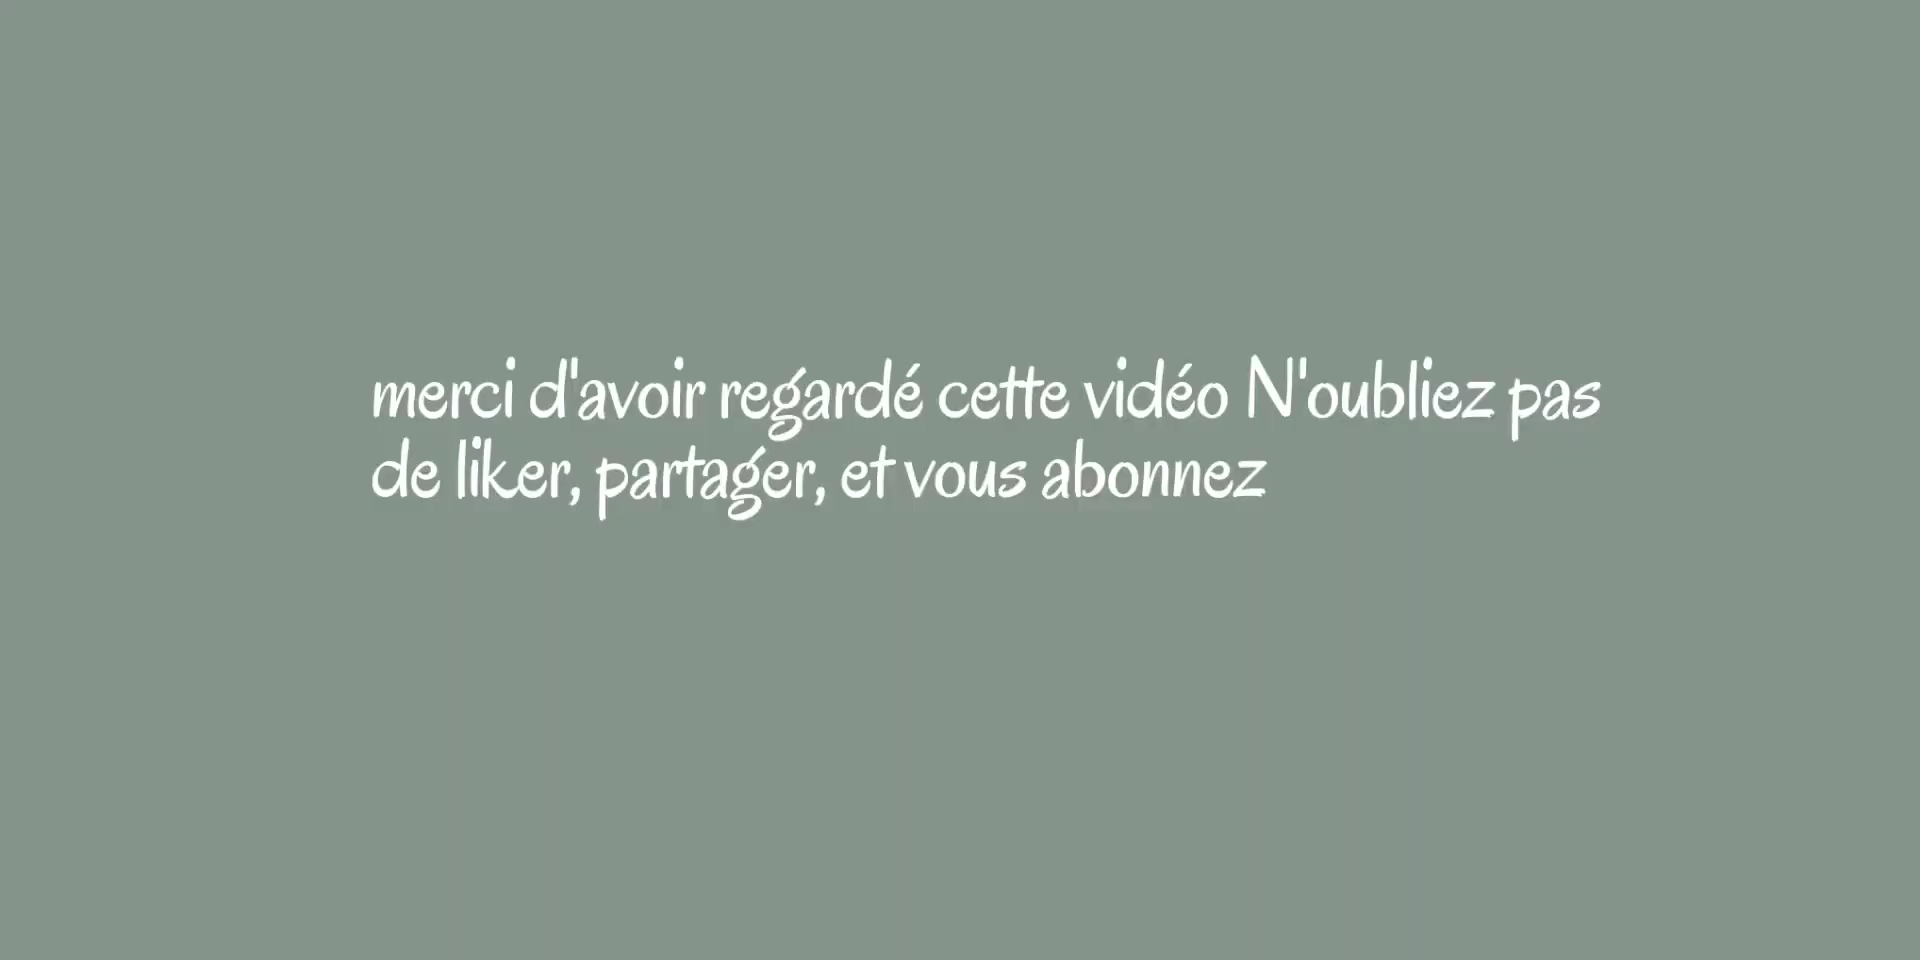 merci d'avoir regardé cette vidéo N'oubliez pas
de liker, partager, et vous abonnez